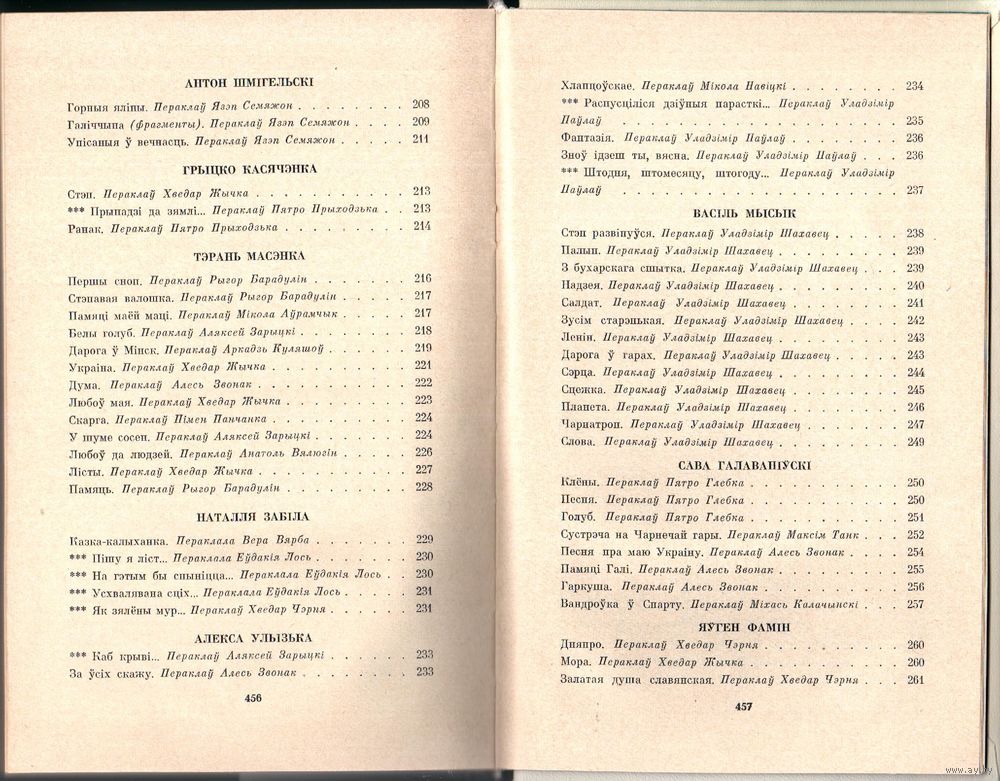 АНТОН ШМІГЕЛЬСКІ
Горныя яліны. Пераклаў Язэп Семяжон . . . . . . . . 208
Галіччына (фрагменты). Пераклаў Язэп Семяжон . . . . 209
Упісаныя ў вечнасць. Пераклаў Язэп Семяжон . . . . . 211
ГРЫЦКО КАСЯЧЭНКА
Стэп. Пераклаў Хведар Жычка . . . . . . . . . . . 213
*** Прыпадзі да зямлі... Пераклаў Пятро Прыходзька . . 213
Ранак. Пераклаў Пятро Прыходзька . . . . . . . . . 214
ТЭРАНЬ МАСЭНКА
Першы сноп. Пераклаў Рыгор Барадулін . . . . . . . 216
Стэпавая валошка. Пераклаў Рыгор Барадулін . . . . . 217
Памяці маёй маці. Пераклаў Мікола Аўрамчык . . . . . 217
Белы голуб. Пераклаў Аляксей Зарыцкі . . . . . . . . 218
Дарога ў Мінск. Пераклаў Аркадзь Куляшоў . . . . . . 219
Украіна. Пераклаў Хведар Жычка . . . . . . . . . . 221
Дума. Пераклаў Алесь Звонак . . . . . . . . . . . 222
Любоў мая. Пераклаў Хведар Жычка . . . . . . . . . 223
Скарга. Пераклаў Пімен Панчанка . . . . . . . . . . 224
У шуме сосен. Пераклаў Аляксей Зарыцкі . . . . . . . 224
Любоў да людзей. Пераклаў Анатоль Вялюгін . . . . . 226
Лісты. Пераклаў Хведар Жычка . . . . . . . . . . . 227
Памяць. Пераклаў Рыгор Барадулін . . . . . . . . . 228
НАТАЛЛЯ ЗАБІЛА
Казка-калыханка. Пераклала Вера Вярба . . . . . . . 229
*** Пішу я ліст... Пераклала Еўдакія Лось . . . . . . . 230
*** На гэтым бы спыніцца... Пераклала Еўдакія Лось . . 230
*** Усхвалявана сціх... Пераклала Еўдакія Лось . . . . . 231
*** Як зялёны мур... Пераклаў Хведар Чэрня . . . . . . 231
АЛЕКСА УЛЫЗЬКА
*** Каб крыві... Пераклаў Аляксей Зарыцкі . . . . . . 233
За ўсіх скажу. Пераклаў Алесь Звонак . . . . . . . . 233
456
Хлапцоўскае. Пераклаў Мікола Навіцкі . . . . . . . . 234
*** Распусціліся дзіўныя парасткі... Пераклаў Уладзімір
Паўлаў . . . . . . . . . . . . . . . . . 235
Фантазія. Пераклаў Уладзімір Паўлаў . . . . . . . . 236
Зноў ідзеш ты, вясна. Пераклаў Уладзімір Паўлаў . . . 236
*** Штодня, штомесяцу, штогоду... Пераклаў Уладзімір
Паўлаў . . . . . . . . . . . . . . . . . 237
ВАСІЛЬ МЫСЫК
Стэп развінуўся. Пераклаў Уладзімір Шахавец . . . . . 238
Палын. Пераклаў Уладзімір Шахавец . . . . . . . . . 239
З бухарскага сшытка. Пераклаў Уладзімір Шахавец . . . 239
Надзея. Пераклаў Уладзімір Шахавец . . . . . . . . 240
Салдат. Пераклаў Уладзімір Шахавец . . . . . . . . 241
Зусім старэнькая. Пераклаў Уладзімір Шахавец . . . . 242
Ленін. Пераклаў Уладзімір Шахавец . . . . . . . . . 243
Дарога ў гарах. Пераклаў Уладзімір Шахавец . . . . . 243
Сэрца. Пераклаў Уладзімір Шахавец . . . . . . . . . 244
Сцежка. Пераклаў Уладзімір Шахавец . . . . . . . . 245
Планета. Пераклаў Уладзімір Шахавец . . . . . . . . 246
Чарнатроп. Пераклаў Уладзімір Шахавец . . . . . . . 247
Слова. Пераклаў Уладзімір Шахавец . . . . . . . . . 249
САВА ГАЛАВАНІЎСКІ
Клёны. Пераклаў Пятро Глебка . . . . . . . . . . . 250
Песня. Пераклаў Пятро Глебка . . . . . . . . . . . 250
Голуб. Пераклаў Пятро Глебка . . . . . . . . . . . 251
Сустрэча на Чарнечай гары. Пераклаў Максім Танк . . . 252
Песня пра маю Украіну. Пераклаў Алесь Звонак . . . . 254
Памяці Галі. Пераклаў Алесь Звонак . . . . . . . . . 255
Гаркуша. Пераклаў Алесь Звонак . . . . . . . . . . 256
Вандроўка ў Спарту. Пераклаў Міхась Калачынскі . . . 257
ЯЎГЕН ФАМІН
Дняпро. Пераклаў Хведар Чэрня . . . . . . . . . . 260
Мора. Пераклаў Хведар Жычка . . . . . . . . . . . 260
Залатая душа славянская. Пераклаў Хведар Чэрня . . . 261
457
www.ay.by